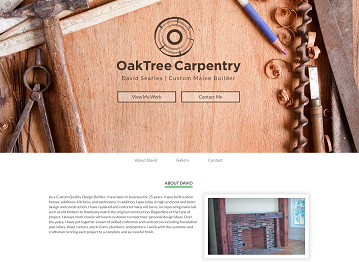 OakTree Carpentry
David Searles | Custom Maine Builder
View My Work
Contact Me
About David
Gallery
Contact
ABOUT DAVID
As a Custom Quality Design Builder, I have been in business for 25 years. I have built custom
homes, additions, kitchens, and bathrooms. In addition, I specialize in high-end post and beam
design and construction. I have repaired and restored many old barns, incorporating materials
such as old timbers to flawlessly match the original construction. Regardless of the type of
project, I always work closely with each customer to meet their personal design ideas. Over
the years, I have put together a team of skilled craftsmen and contractors including foundation
specialists, sheet rockers, electricians, plumbers, and painters. I work with the customer and
craftsmen to bring each project to a complete and successful finish.